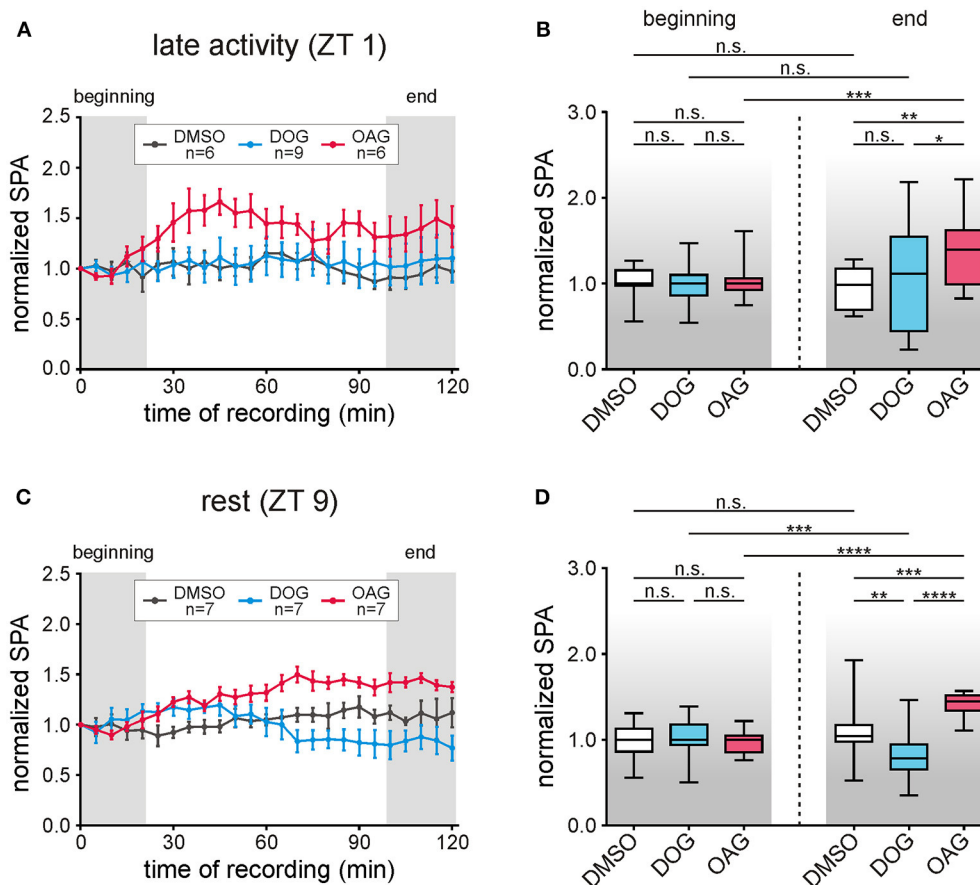 A
late activity (ZT 1)
beginning
end
2.5
2.0
1.5
1.0
0.5
0.0
normalized SPA
DMSO
n=6
DOG
n=9
OAG
n=6
0
30
60
90
120
time of recording (min)
B
beginning
end
n.s.
n.s.
***
n.s.
**
n.s.
n.s.
n.s.
*
3.0
2.0
1.0
0.0
normalized SPA
DMSO
DOG
OAG
DMSO
DOG
OAG
C
rest (ZT 9)
beginning
end
2.5
2.0
1.5
1.0
0.5
0.0
normalized SPA
DMSO
n=7
DOG
n=7
OAG
n=7
0
30
60
90
120
time of recording (min)
D
n.s.
***
****
n.s.
***
n.s.
n.s.
**
****
3.0
2.0
1.0
0.0
normalized SPA
DMSO
DOG
OAG
DMSO
DOG
OAG